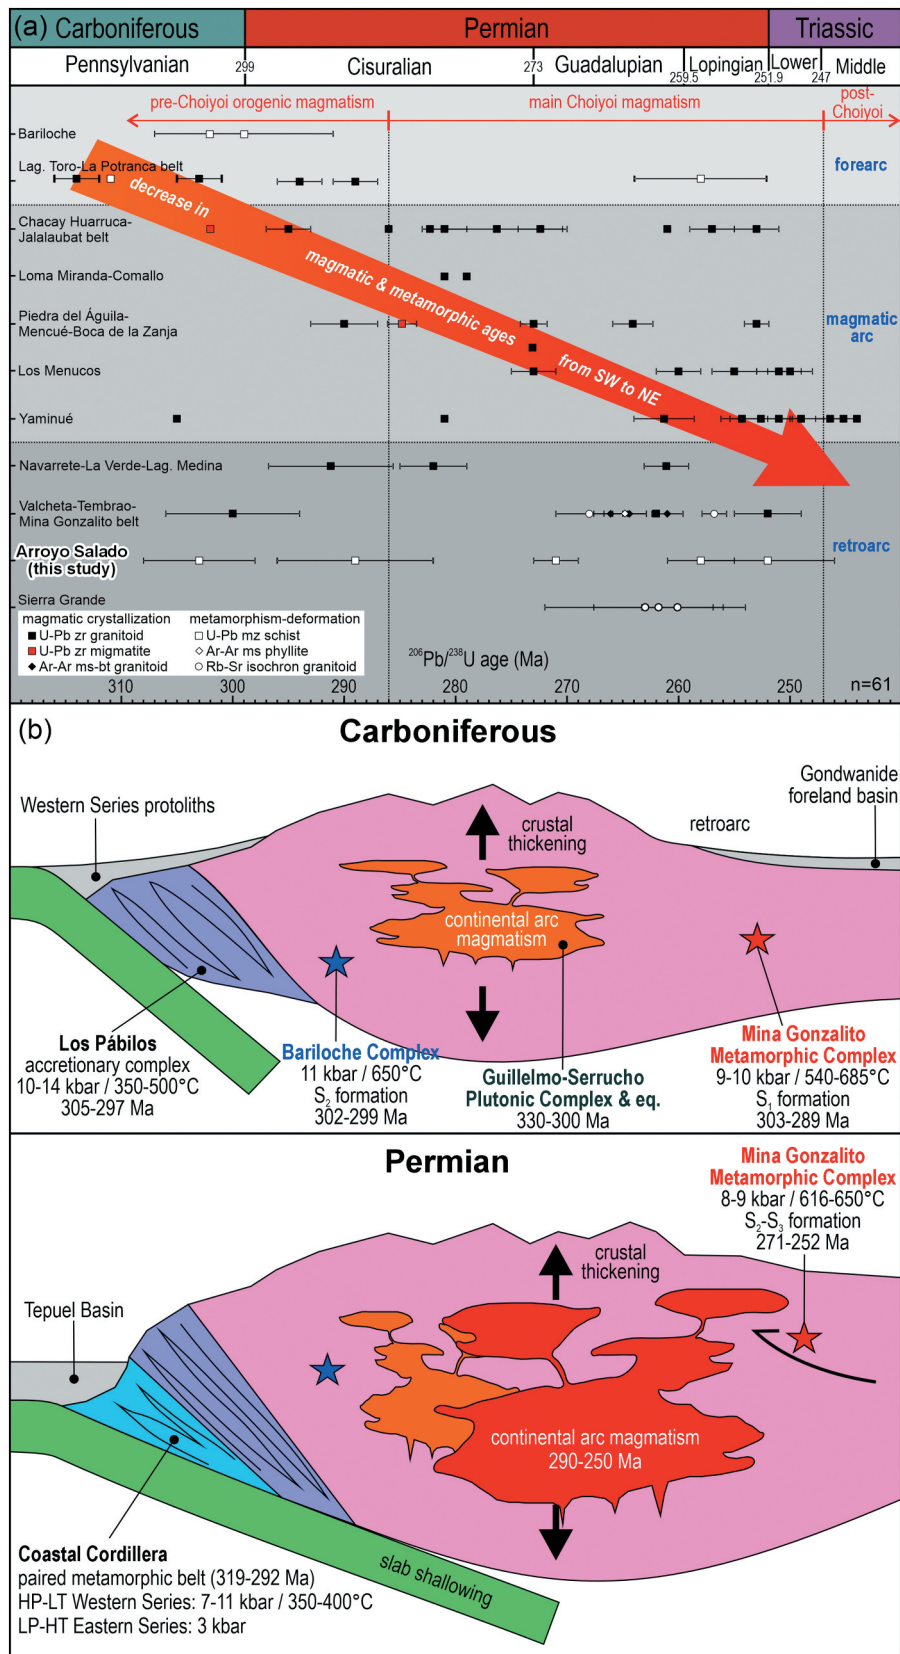 (a)
Carboniferous
Permian
Triassic
Pennsylvanian
299
Cisuralian
273
Guadalupian
259.5
Lopingian
251.9
Lower
247
Middle
pre-Choiyoi orogenic magmatism
main Choiyoi magmatism
post-
Choiyoi
Bariloche
Lag. Toro-La Potranca belt
forearc
decrease in
magmatic & metamorphic ages
from SW to NE
Chacay Huarruca-
Jalalaubat belt
Loma Miranda-Comallo
Piedra del Águila-
Mencué-Boca de la Zanja
magmatic
arc
Los Menucos
Yaminué
Navarrete-La Verde-Lag. Medina
Valcheta-Tembrao-
Mina Gonzalito belt
Arroyo Salado
(this study)
retroarc
Sierra Grande
magmatic crystallization
U-Pb zr granitoid
U-Pb zr migmatite
Ar-Ar ms-bt granitoid
metamorphism-deformation
U-Pb mz schist
Ar-Ar ms phyllite
Rb-Sr isochron granitoid
206Pb/238U age (Ma)
310
300
290
280
270
260
250
n=61
(b)
Carboniferous
Western Series protoliths
Gondwanide
foreland basin
retroarc
crustal
thickening
continental arc
magmatism
Los Pábilos
accretionary complex
10-14 kbar / 350-500°C
305-297 Ma
Bariloche Complex
11 kbar / 650°C
S2 formation
302-299 Ma
Guillelmo-Serrucho
Plutonic Complex & eq.
330-300 Ma
Mina Gonzalito
Metamorphic Complex
9-10 kbar / 540-685°C
S1 formation
303-289 Ma
Permian
Mina Gonzalito
Metamorphic Complex
8-9 kbar / 616-650°C
S2-S3 formation
271-252 Ma
crustal
thickening
Tepuel Basin
continental arc magmatism
290-250 Ma
slab shallowing
Coastal Cordillera
paired metamorphic belt (319-292 Ma)
HP-LT Western Series: 7-11 kbar / 350-400°C
LP-HT Eastern Series: 3 kbar